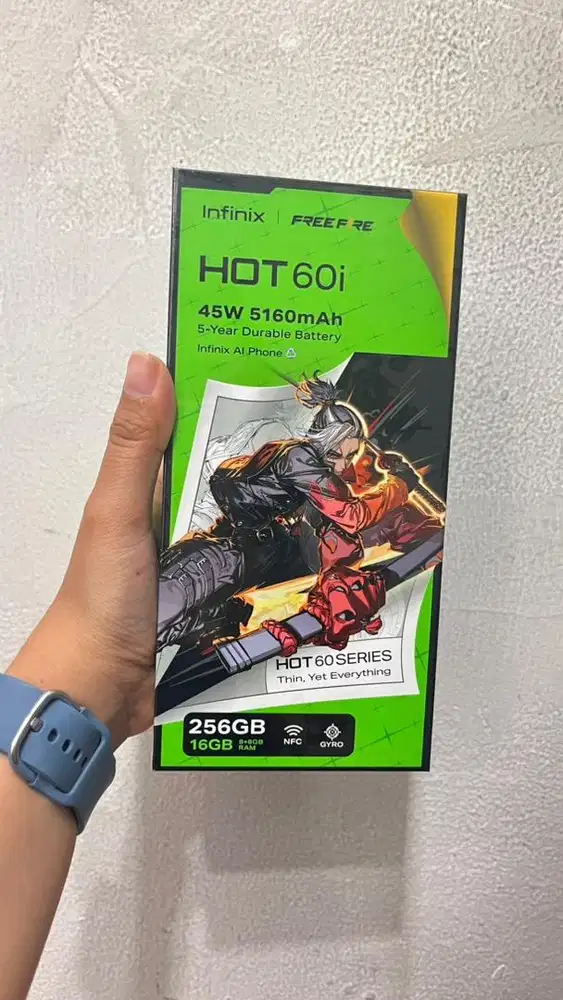 Infinix | FREE FIRE
HOT 60i
45W 5160mAh
5-Year Durable Battery
Infinix AI Phone
HOT 60 SERIES
Thin, Yet Everything
256GB
16GB 8+8GB RAM
NFC
GYRO